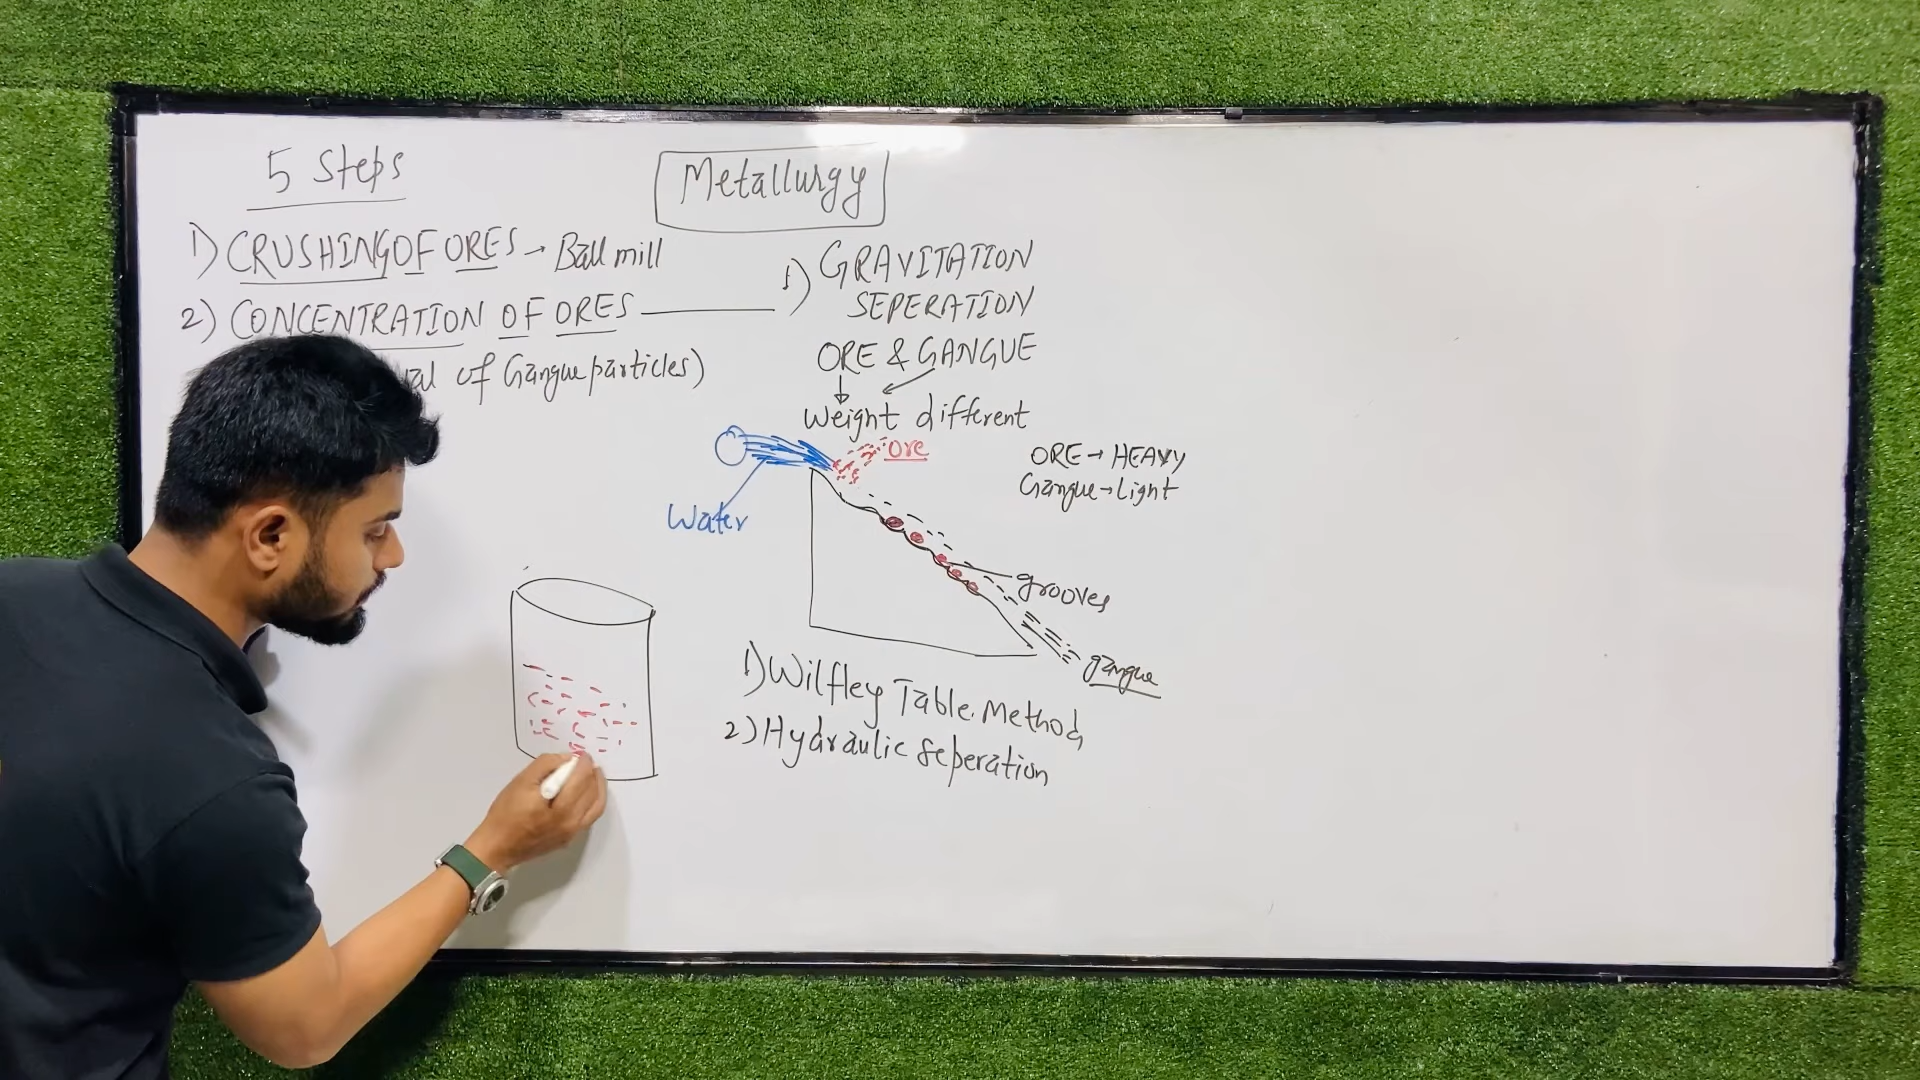 5 Steps
Metallurgy
1) CRUSHING OF ORES → Ball mill
2) CONCENTRATION OF ORES
of Gangue particles)
1) GRAVITATION
SEPERATION
ORE & GANGUE
Weight different
Ore
Water
ORE → HEAVY
Gangue → Light
grooves
gangue
1) Wilfley Table Method
2) Hydraulic Seperation